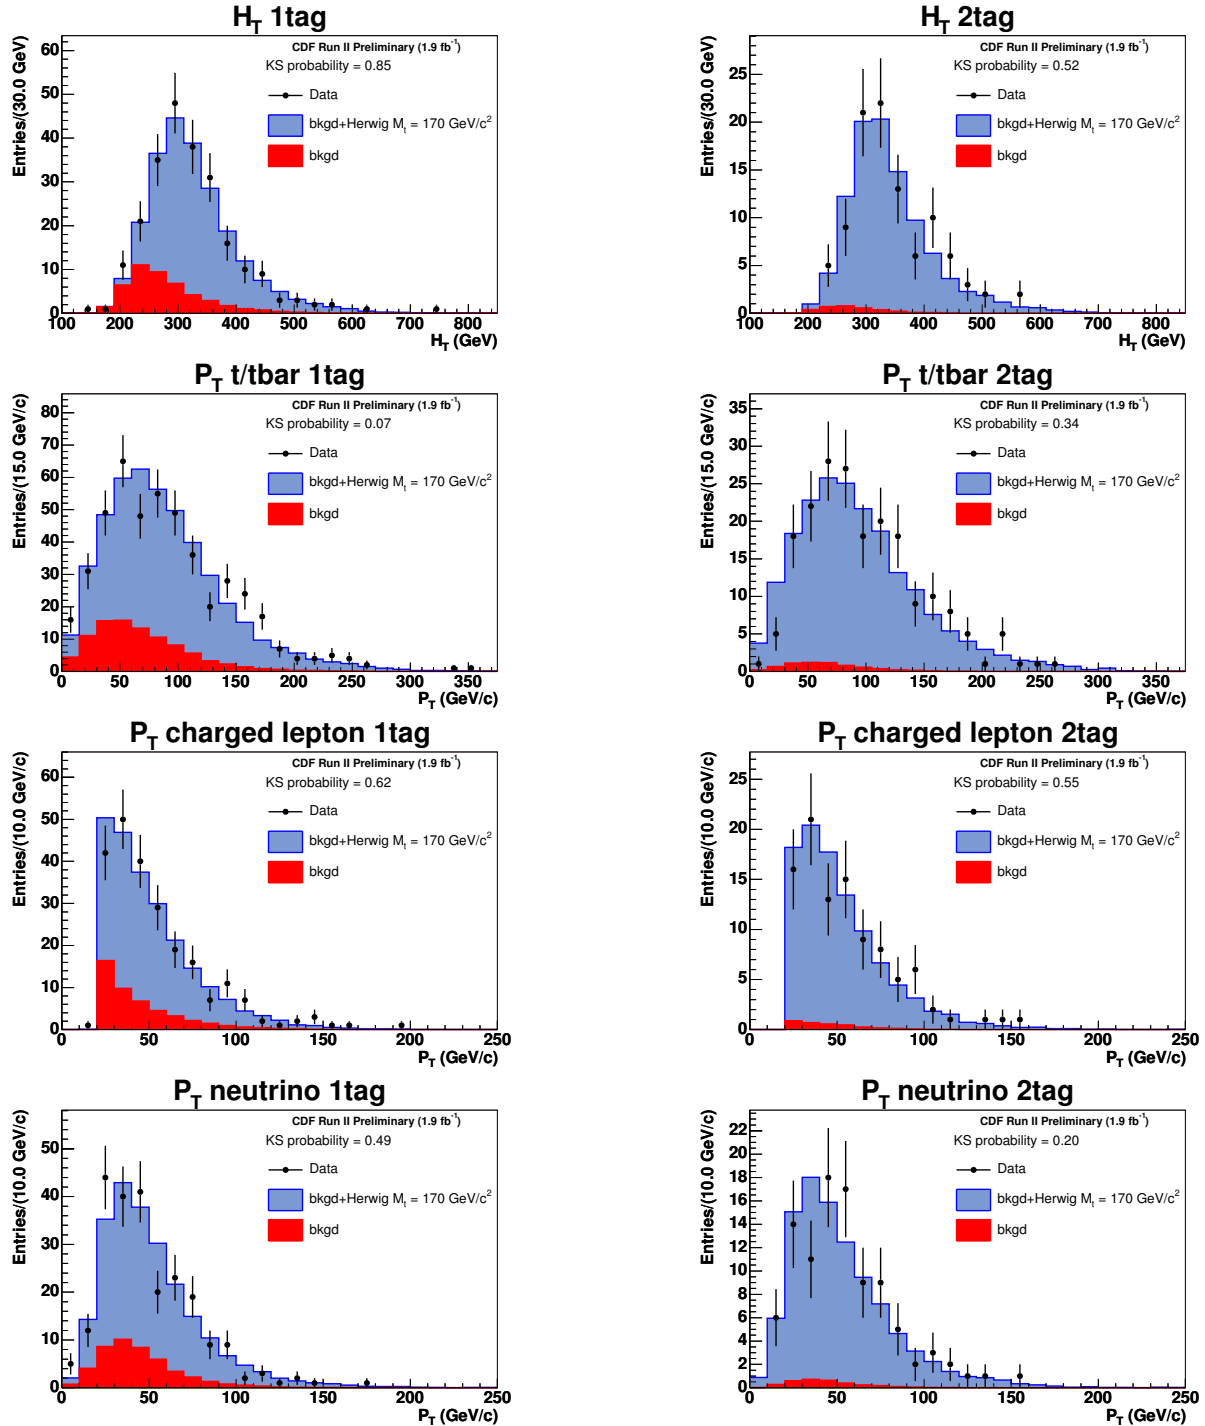 H_T 1tag
Entries/(30.0 GeV)
CDF Run II Preliminary (1.9 fb⁻¹)
KS probability = 0.85
Data
bkgd+Herwig M_t = 170 GeV/c²
bkgd
60
50
40
30
20
10
0
100 200 300 400 500 600 700 800
H_T (GeV)
H_T 2tag
Entries/(30.0 GeV)
CDF Run II Preliminary (1.9 fb⁻¹)
KS probability = 0.52
Data
bkgd+Herwig M_t = 170 GeV/c²
bkgd
25
20
15
10
5
0
100 200 300 400 500 600 700 800
H_T (GeV)
P_T t/tbar 1tag
Entries/(15.0 GeV/c)
CDF Run II Preliminary (1.9 fb⁻¹)
KS probability = 0.07
Data
bkgd+Herwig M_t = 170 GeV/c²
bkgd
80
70
60
50
40
30
20
10
0
0 50 100 150 200 250 300 350
P_T (GeV/c)
P_T t/tbar 2tag
Entries/(15.0 GeV/c)
CDF Run II Preliminary (1.9 fb⁻¹)
KS probability = 0.34
Data
bkgd+Herwig M_t = 170 GeV/c²
bkgd
35
30
25
20
15
10
5
0
0 50 100 150 200 250 300 350
P_T (GeV/c)
P_T charged lepton 1tag
Entries/(10.0 GeV/c)
CDF Run II Preliminary (1.9 fb⁻¹)
KS probability = 0.62
Data
bkgd+Herwig M_t = 170 GeV/c²
bkgd
60
50
40
30
20
10
0
0 50 100 150 200 250
P_T (GeV/c)
P_T charged lepton 2tag
Entries/(10.0 GeV/c)
CDF Run II Preliminary (1.9 fb⁻¹)
KS probability = 0.55
Data
bkgd+Herwig M_t = 170 GeV/c²
bkgd
25
20
15
10
5
0
0 50 100 150 200 250
P_T (GeV/c)
P_T neutrino 1tag
Entries/(10.0 GeV/c)
CDF Run II Preliminary (1.9 fb⁻¹)
KS probability = 0.49
Data
bkgd+Herwig M_t = 170 GeV/c²
bkgd
50
40
30
20
10
0
0 50 100 150 200 250
P_T (GeV/c)
P_T neutrino 2tag
Entries/(10.0 GeV/c)
CDF Run II Preliminary (1.9 fb⁻¹)
KS probability = 0.20
Data
bkgd+Herwig M_t = 170 GeV/c²
bkgd
22
20
18
16
14
12
10
8
6
4
2
0
0 50 100 150 200 250
P_T (GeV/c)